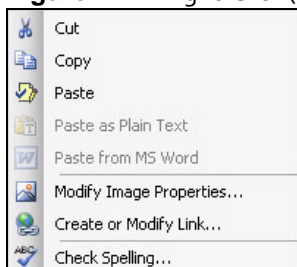 Cut
Copy
Paste
Paste as Plain Text
Paste from MS Word
Modify Image Properties...
Create or Modify Link...
ABC Check Spelling...